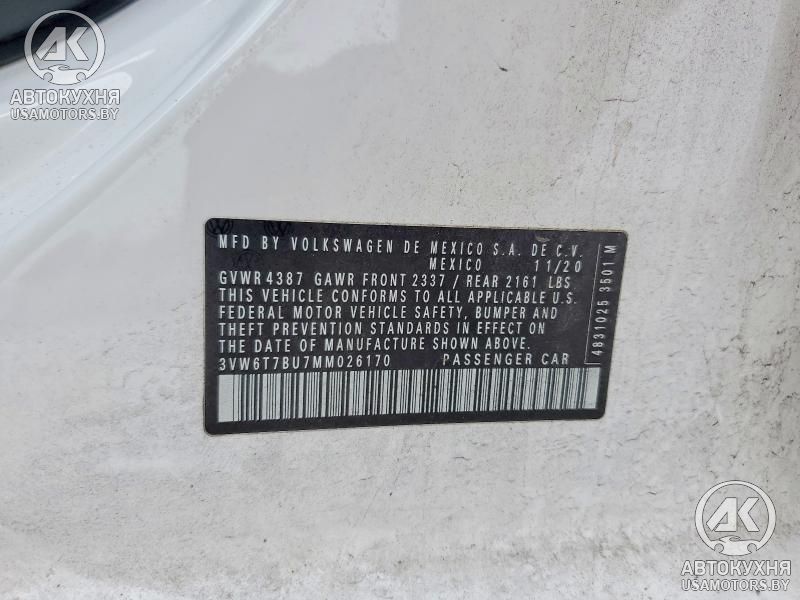 АК
АВТОКУХНЯ
USAMOTORS.BY
MFD BY VOLKSWAGEN DE MEXICO S.A. DE C.V.
MEXICO 11/20
GVWR 4387 GAWR FRONT 2337 / REAR 2161 LBS
THIS VEHICLE CONFORMS TO ALL APPLICABLE U.S.
FEDERAL MOTOR VEHICLE SAFETY, BUMPER AND
THEFT PREVENTION STANDARDS IN EFFECT ON
THE DATE OF MANUFACTURE SHOWN ABOVE.
3VW6T7BU7MM026170 PASSENGER CAR
4831025 3501 M
АК
АВТОКУХНЯ
USAMOTORS.BY